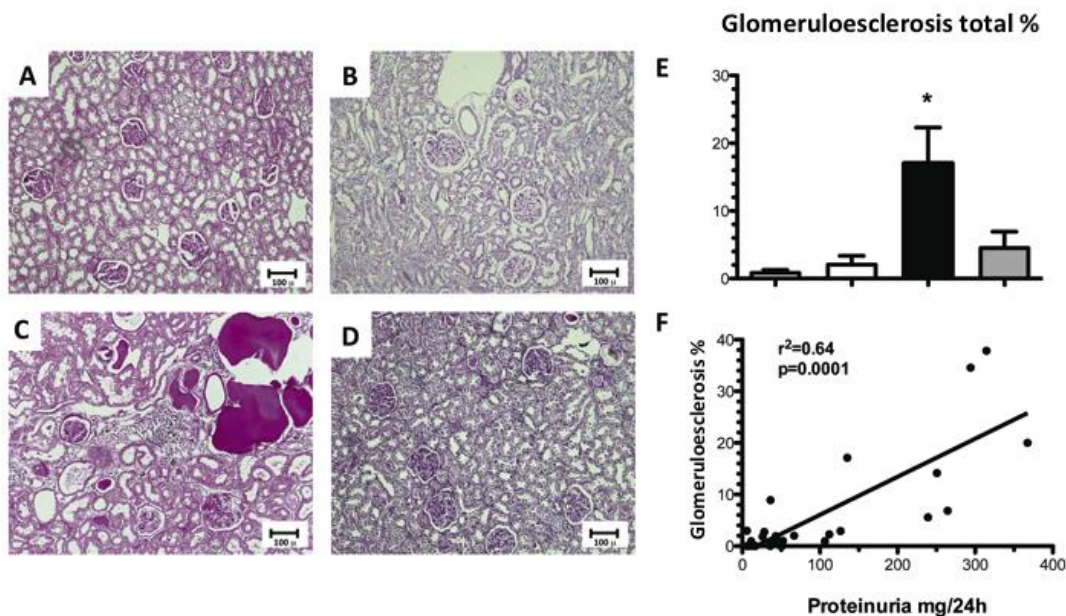 Glomeruloesclerosis total %
A
100 µ
B
100 µ
C
100 µ
D
100 µ
E
30
20
10
0
*
F
Glomeruloesclerosis %
40
30
20
10
0
r²=0.64
p=0.0001
0
100
200
300
400
Proteinuria mg/24h